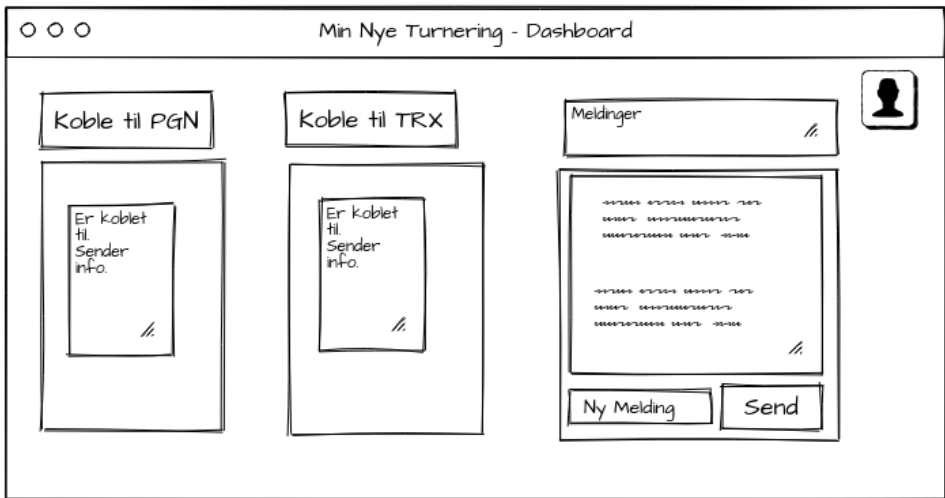 Min Nye Turnering - Dashboard
Koble til PGN
Koble til TRX
Meldinger
Er koblet
til.
Sender
info.
Er koblet
til.
Sender
info.
Ny Melding
Send